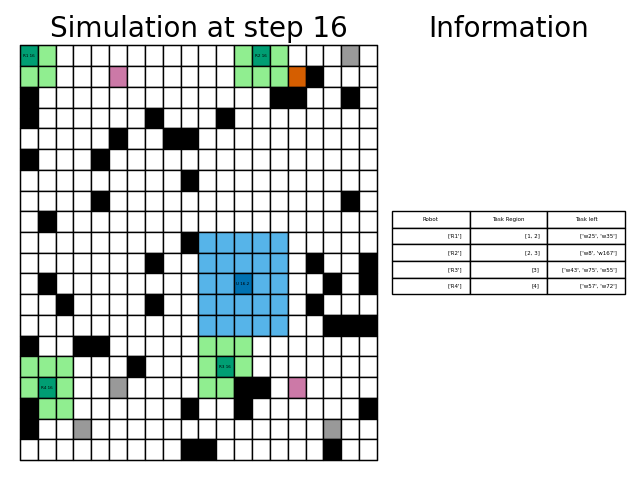 Simulation at step 16
Information
Robot Task Region Task left
['R1'] [1, 2] ['w25', 'w35']
['R2'] [2, 3] ['w8', 'w167']
['R3'] [3] ['w43', 'w75', 'w55']
['R4'] [4] ['w57', 'w72']